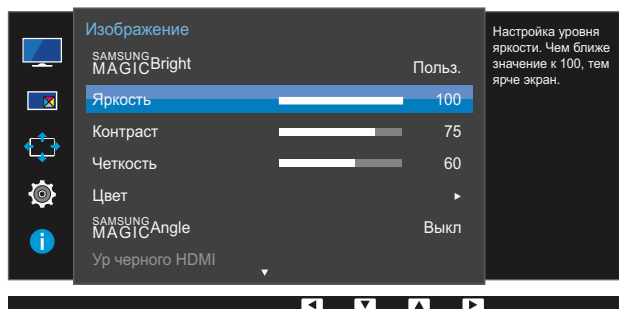 Изображение
SAMSUNG
MAGICBright Польз.
Яркость 100
Контраст 75
Четкость 60
Цвет
SAMSUNG
MAGICAngle Выкл
Ур черного HDMI
Настройка уровня
яркости. Чем ближе
значение к 100, тем
ярче экран.